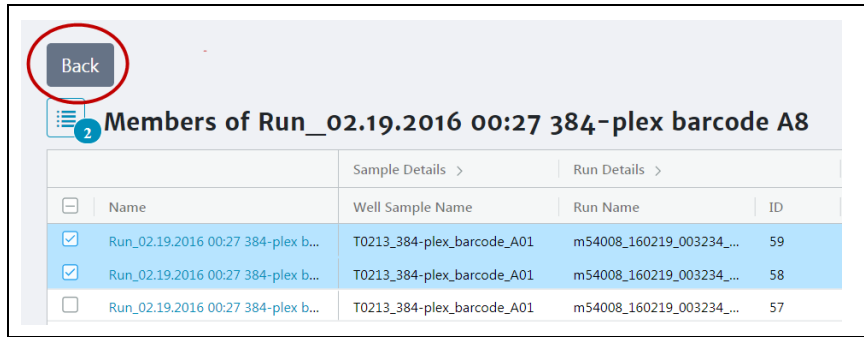 Back
2 Members of Run_02.19.2016 00:27 384-plex barcode A8
Sample Details > Run Details >
Name Well Sample Name Run Name ID
Run_02.19.2016 00:27 384-plex b... T0213_384-plex_barcode_A01 m54008_160219_003234_... 59
Run_02.19.2016 00:27 384-plex b... T0213_384-plex_barcode_A01 m54008_160219_003234_... 58
Run_02.19.2016 00:27 384-plex b... T0213_384-plex_barcode_A01 m54008_160219_003234_... 57